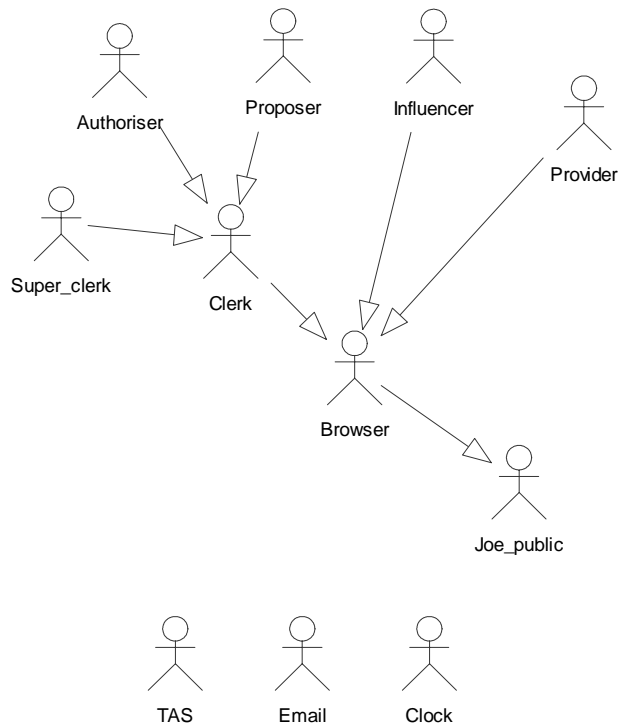 Authoriser
Proposer
Influencer
Provider
Super_clerk
Clerk
Browser
Joe_public
TAS
Email
Clock